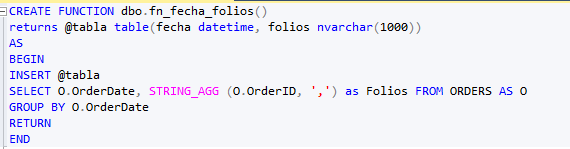 CREATE FUNCTION dbo.fn_fecha_folios()
returns @tabla table(fecha datetime, folios nvarchar(1000))
AS
BEGIN
INSERT @tabla
SELECT O.OrderDate, STRING_AGG (O.OrderID, ',') as Folios FROM ORDERS AS O
GROUP BY O.OrderDate
RETURN
END